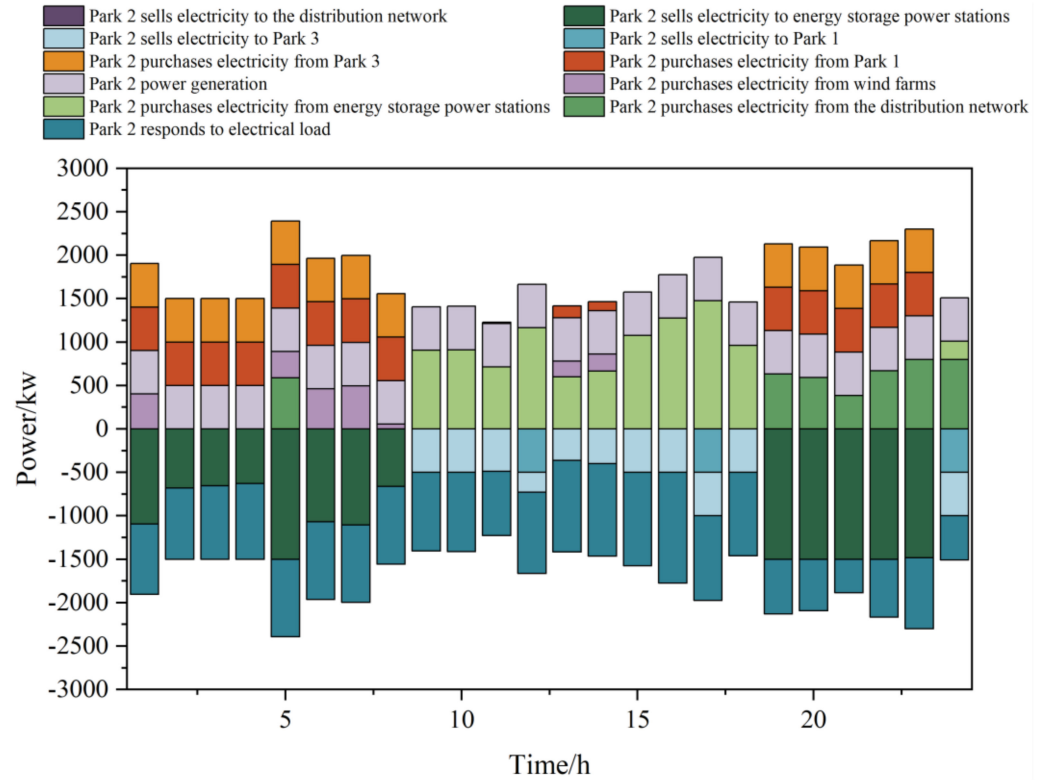 Park 2 sells electricity to the distribution network
Park 2 sells electricity to energy storage power stations
Park 2 sells electricity to Park 3
Park 2 sells electricity to Park 1
Park 2 purchases electricity from Park 3
Park 2 purchases electricity from Park 1
Park 2 power generation
Park 2 purchases electricity from wind farms
Park 2 purchases electricity from energy storage power stations
Park 2 purchases electricity from the distribution network
Park 2 responds to electrical load
3000
2500
2000
1500
1000
500
0
-500
-1000
-1500
-2000
-2500
-3000
Power/kw
5
10
15
20
Time/h